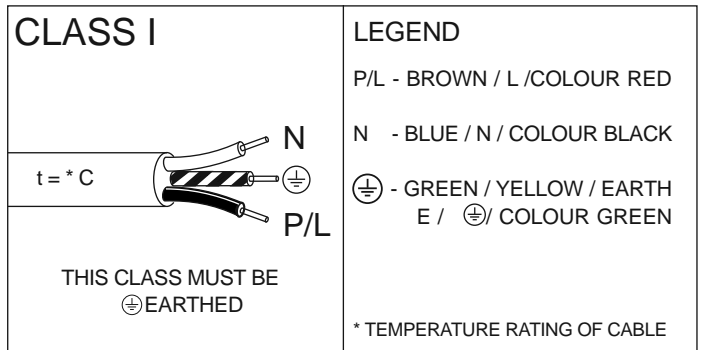 CLASS I
N
t = * C
⏚
P/L
THIS CLASS MUST BE
⏚ EARTHED
LEGEND
P/L - BROWN / L /COLOUR RED
N - BLUE / N / COLOUR BLACK
⏚ - GREEN / YELLOW / EARTH
E / ⏚/ COLOUR GREEN
* TEMPERATURE RATING OF CABLE